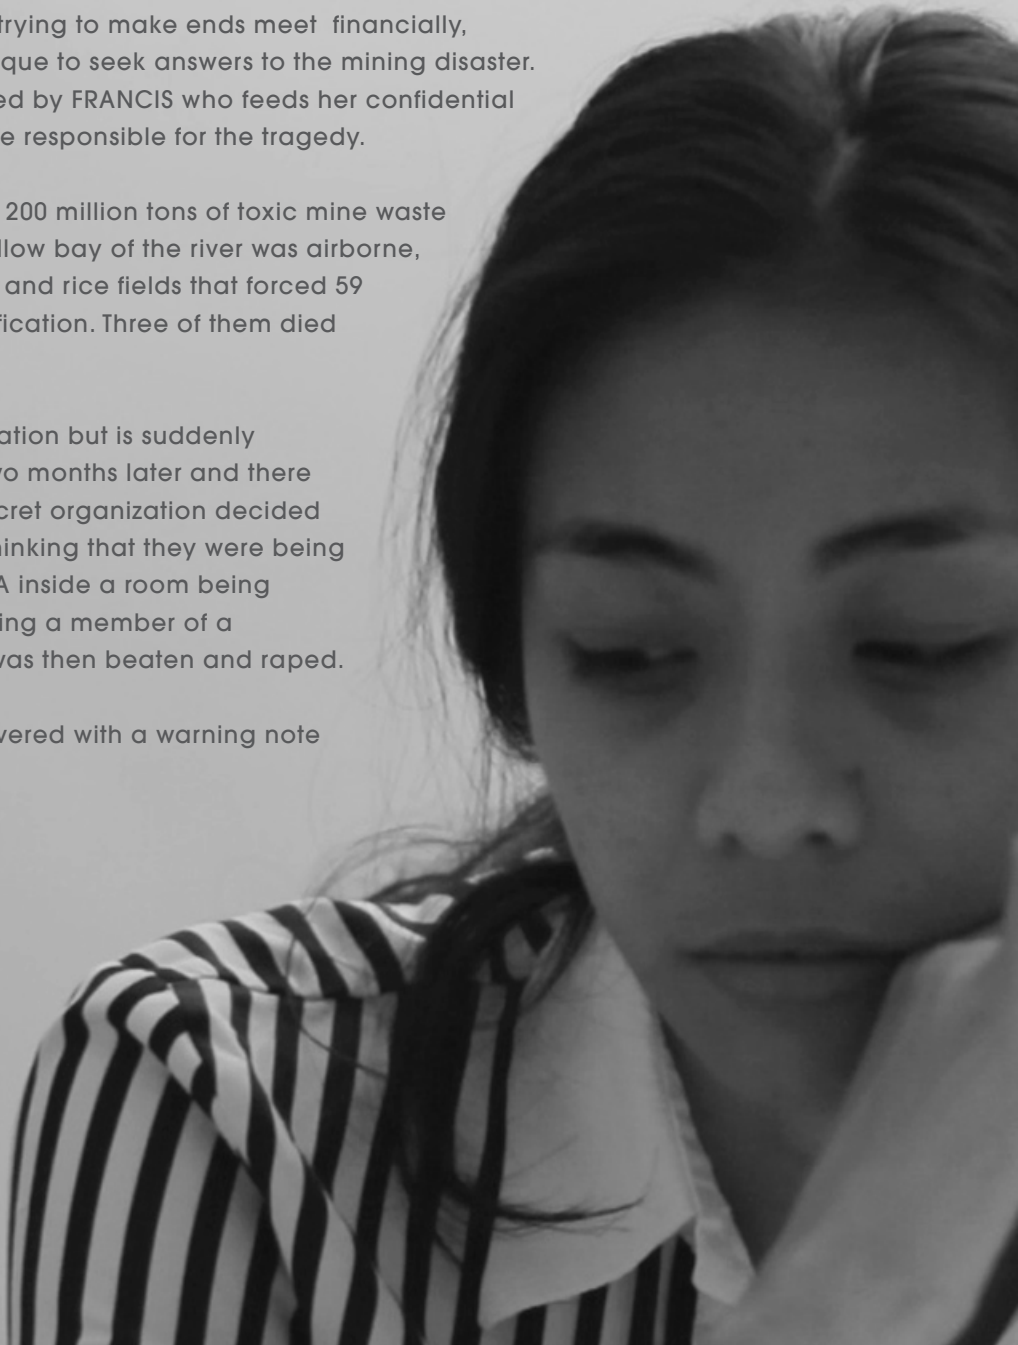 trying to make ends meet financially,
que to seek answers to the mining disaster.
ed by FRANCIS who feeds her confidential
e responsible for the tragedy.
200 million tons of toxic mine waste
llow bay of the river was airborne,
and rice fields that forced 59
fication. Three of them died
ation but is suddenly
vo months later and there
cret organization decided
hinking that they were being
A inside a room being
ing a member of a
was then beaten and raped.
vered with a warning note